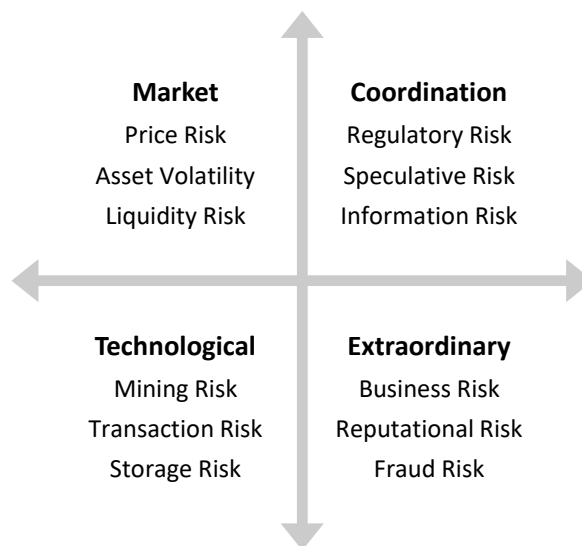 Market
Price Risk
Asset Volatility
Liquidity Risk
Coordination
Regulatory Risk
Speculative Risk
Information Risk
Technological
Mining Risk
Transaction Risk
Storage Risk
Extraordinary
Business Risk
Reputational Risk
Fraud Risk